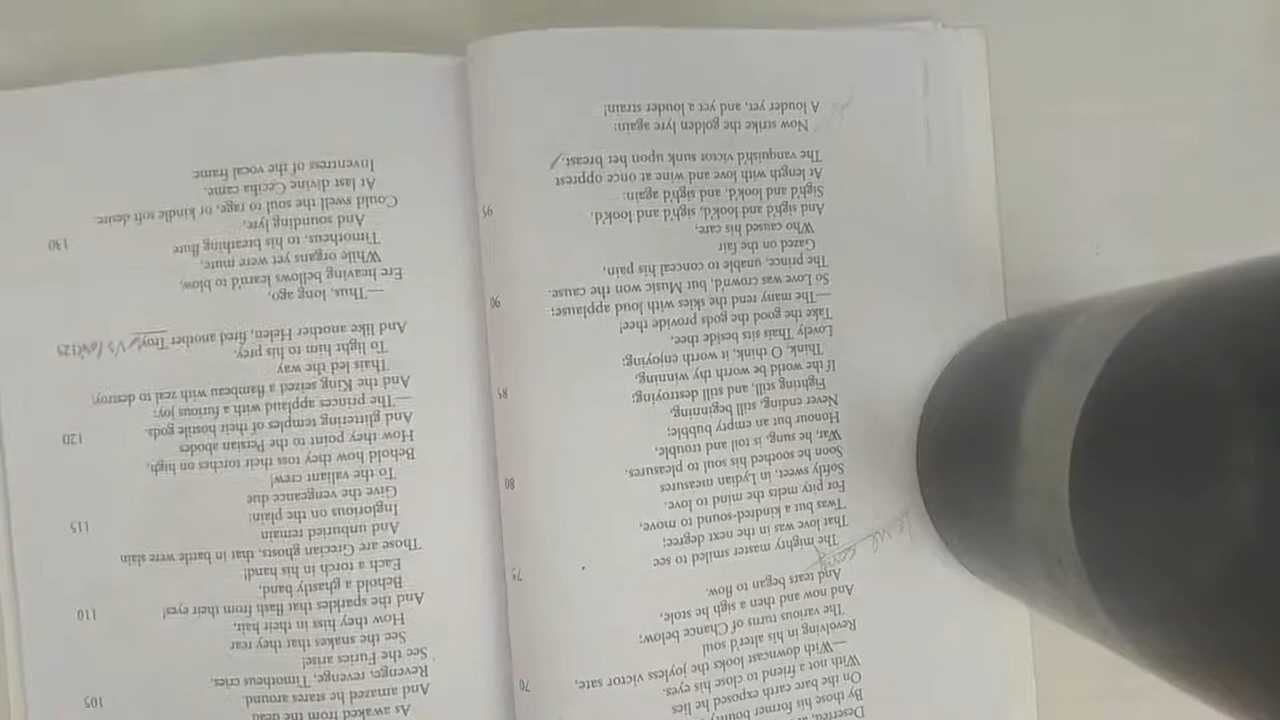 Deserted, a
By those his former bounty
On the bare earth exposed he lies
With not a friend to close his eyes.
—With downcast looks the joyless victor sate, 70
Revolving in his alter'd soul
The various turns of Chance below;
And now and then a sigh he stole,
And tears began to flow.
The mighty master smiled to see 75
That love was in the next degree;
Twas but a kindred-sound to move,
For pity melts the mind to love.
Softly sweet, in Lydian measures
Soon he soothed his soul to pleasures. 80
War, he sung, is toil and trouble,
Honour but an empty bubble;
Never ending, still beginning,
Fighting still, and still destroying;
If the world be worth thy winning, 85
Think, O think, it worth enjoying;
Lovely Thais sits beside thee,
Take the good the gods provide thee!
—The many rend the skies with loud applause;
So Love was crown'd, but Music won the cause. 90
The prince, unable to conceal his pain,
Gazed on the fair
Who caused his care,
And sigh'd and look'd, sigh'd and look'd,
Sigh'd and look'd, and sigh'd again: 95
At length with love and wine at once opprest
The vanquish'd victor sunk upon her breast.
Now strike the golden lyre again:
A louder yet, and yet a louder strain!
As awaked from the dead
And amazed he stares around. 105
Revenge, revenge, Timotheus cries,
See the Furies arise!
See the snakes that they rear
How they hiss in their hair,
And the sparkles that flash from their eyes! 110
Behold a ghastly band,
Each a torch in his hand!
Those are Grecian ghosts, that in battle were slain
And unburied remain
Inglorious on the plain: 115
Give the vengeance due
To the valiant crew!
Behold how they toss their torches on high,
How they point to the Persian abodes
And glittering temples of their hostile gods. 120
—The princes applaud with a furious joy:
And the King seized a flambeau with zeal to destroy;
Thais led the way
To light him to his prey,
And like another Helen, fired another Troy. 125
—Thus, long ago,
Ere heaving bellows learn'd to blow,
While organs yet were mute,
Timotheus, to his breathing flute
And sounding lyre, 130
Could swell the soul to rage, or kindle soft desire.
At last divine Cecilia came.
Inventress of the vocal frame.